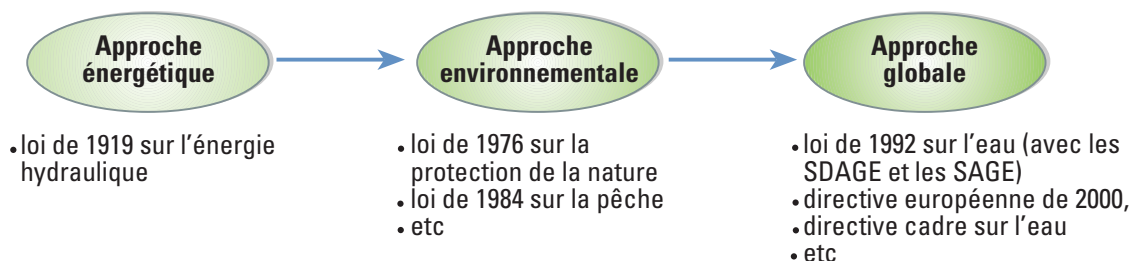 Approche
énergétique
Approche
environnementale
Approche
globale
• loi de 1919 sur l'énergie
hydraulique
• loi de 1976 sur la
protection de la nature
• loi de 1984 sur la pêche
• etc
• loi de 1992 sur l'eau (avec les
SDAGE et les SAGE)
• directive européenne de 2000,
• directive cadre sur l'eau
• etc